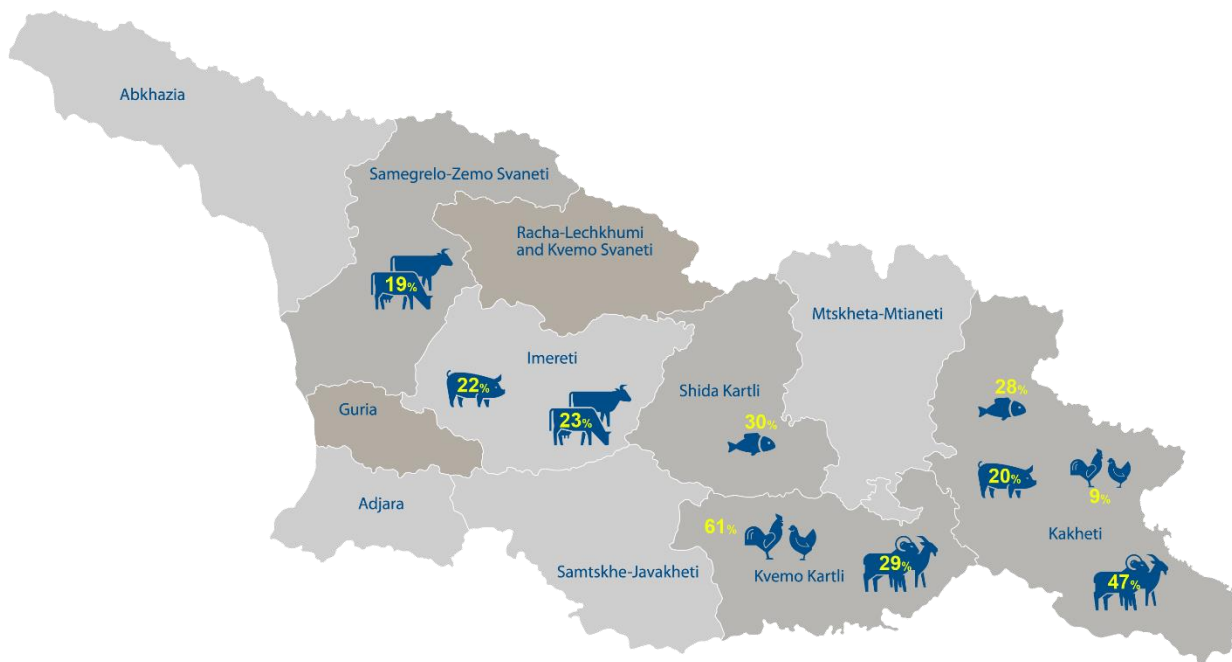 Abkhazia
Samegrelo-Zemo Svaneti
Racha-Lechkhumi
and Kvemo Svaneti
19%
Mtskheta-Mtianeti
Imereti
22%
23%
Shida Kartli
30%
28%
Guria
20%
9%
Adjara
Kakheti
61%
Samtskhe-Javakheti
Kvemo Kartli
29%
47%